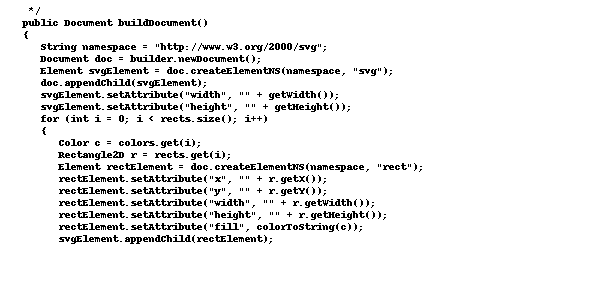 */
public Document buildDocument()
{
String namespace = "http://www.w3.org/2000/svg";
Document doc = builder.newDocument();
Element svgElement = doc.createElementNS(namespace, "svg");
doc.appendChild(svgElement);
svgElement.setAttribute("width", "" + getWidth());
svgElement.setAttribute("height", "" + getHeight());
for (int i = 0; i < rects.size(); i++)
{
Color c = colors.get(i);
Rectangle2D r = rects.get(i);
Element rectElement = doc.createElementNS(namespace, "rect");
rectElement.setAttribute("x", "" + r.getX());
rectElement.setAttribute("y", "" + r.getY());
rectElement.setAttribute("width", "" + r.getWidth());
rectElement.setAttribute("height", "" + r.getHeight());
rectElement.setAttribute("fill", colorToString(c));
svgElement.appendChild(rectElement);